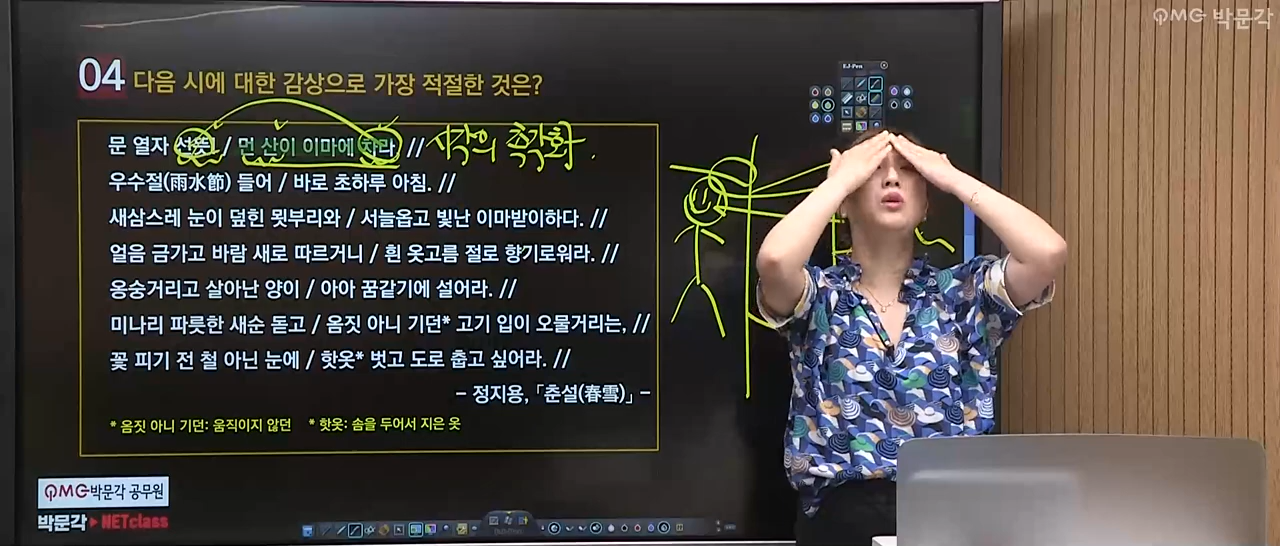 QMG 박문각
04 다음 시에 대한 감상으로 가장 적절한 것은?
문 열자 선뜻! / 먼 산이 이마에 차라. // 시각의 촉각화.
우수절(雨水節) 들어 / 바로 초하루 아침. //
새삼스레 눈이 덮힌 묏부리와 / 서늘옵고 빛난 이마받이하다. //
얼음 금가고 바람 새로 따르거니 / 흰 옷고름 절로 향기로워라. //
옹숭거리고 살아난 양이 / 아아 꿈같기에 설어라. //
미나리 파릇한 새순 돋고 / 옴짓 아니 기던* 고기 입이 오물거리는, //
꽃 피기 전 철 아닌 눈에 / 핫옷* 벗고 도로 춥고 싶어라. //
– 정지용, 「춘설(春雪)」 –
* 옴짓 아니 기던: 움직이지 않던 * 핫옷: 솜을 두어서 지은 옷
QMG 박문각 공무원
박문각 ▶ NETclass
EJ-Pen